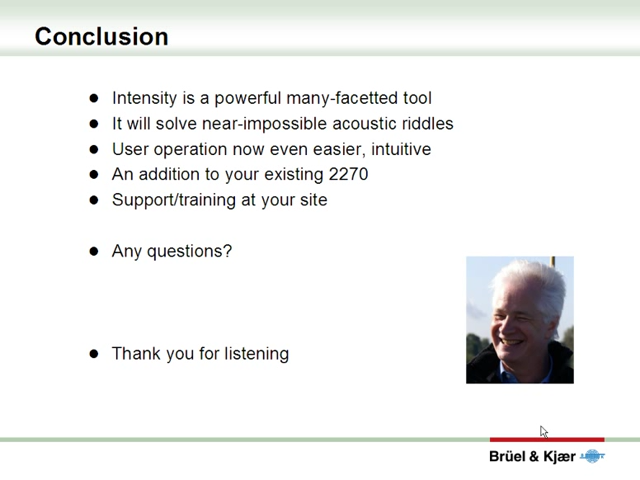 Conclusion
Intensity is a powerful many-facetted tool
It will solve near-impossible acoustic riddles
User operation now even easier, intuitive
An addition to your existing 2270
Support/training at your site
Any questions?
Thank you for listening
Brüel & Kjær